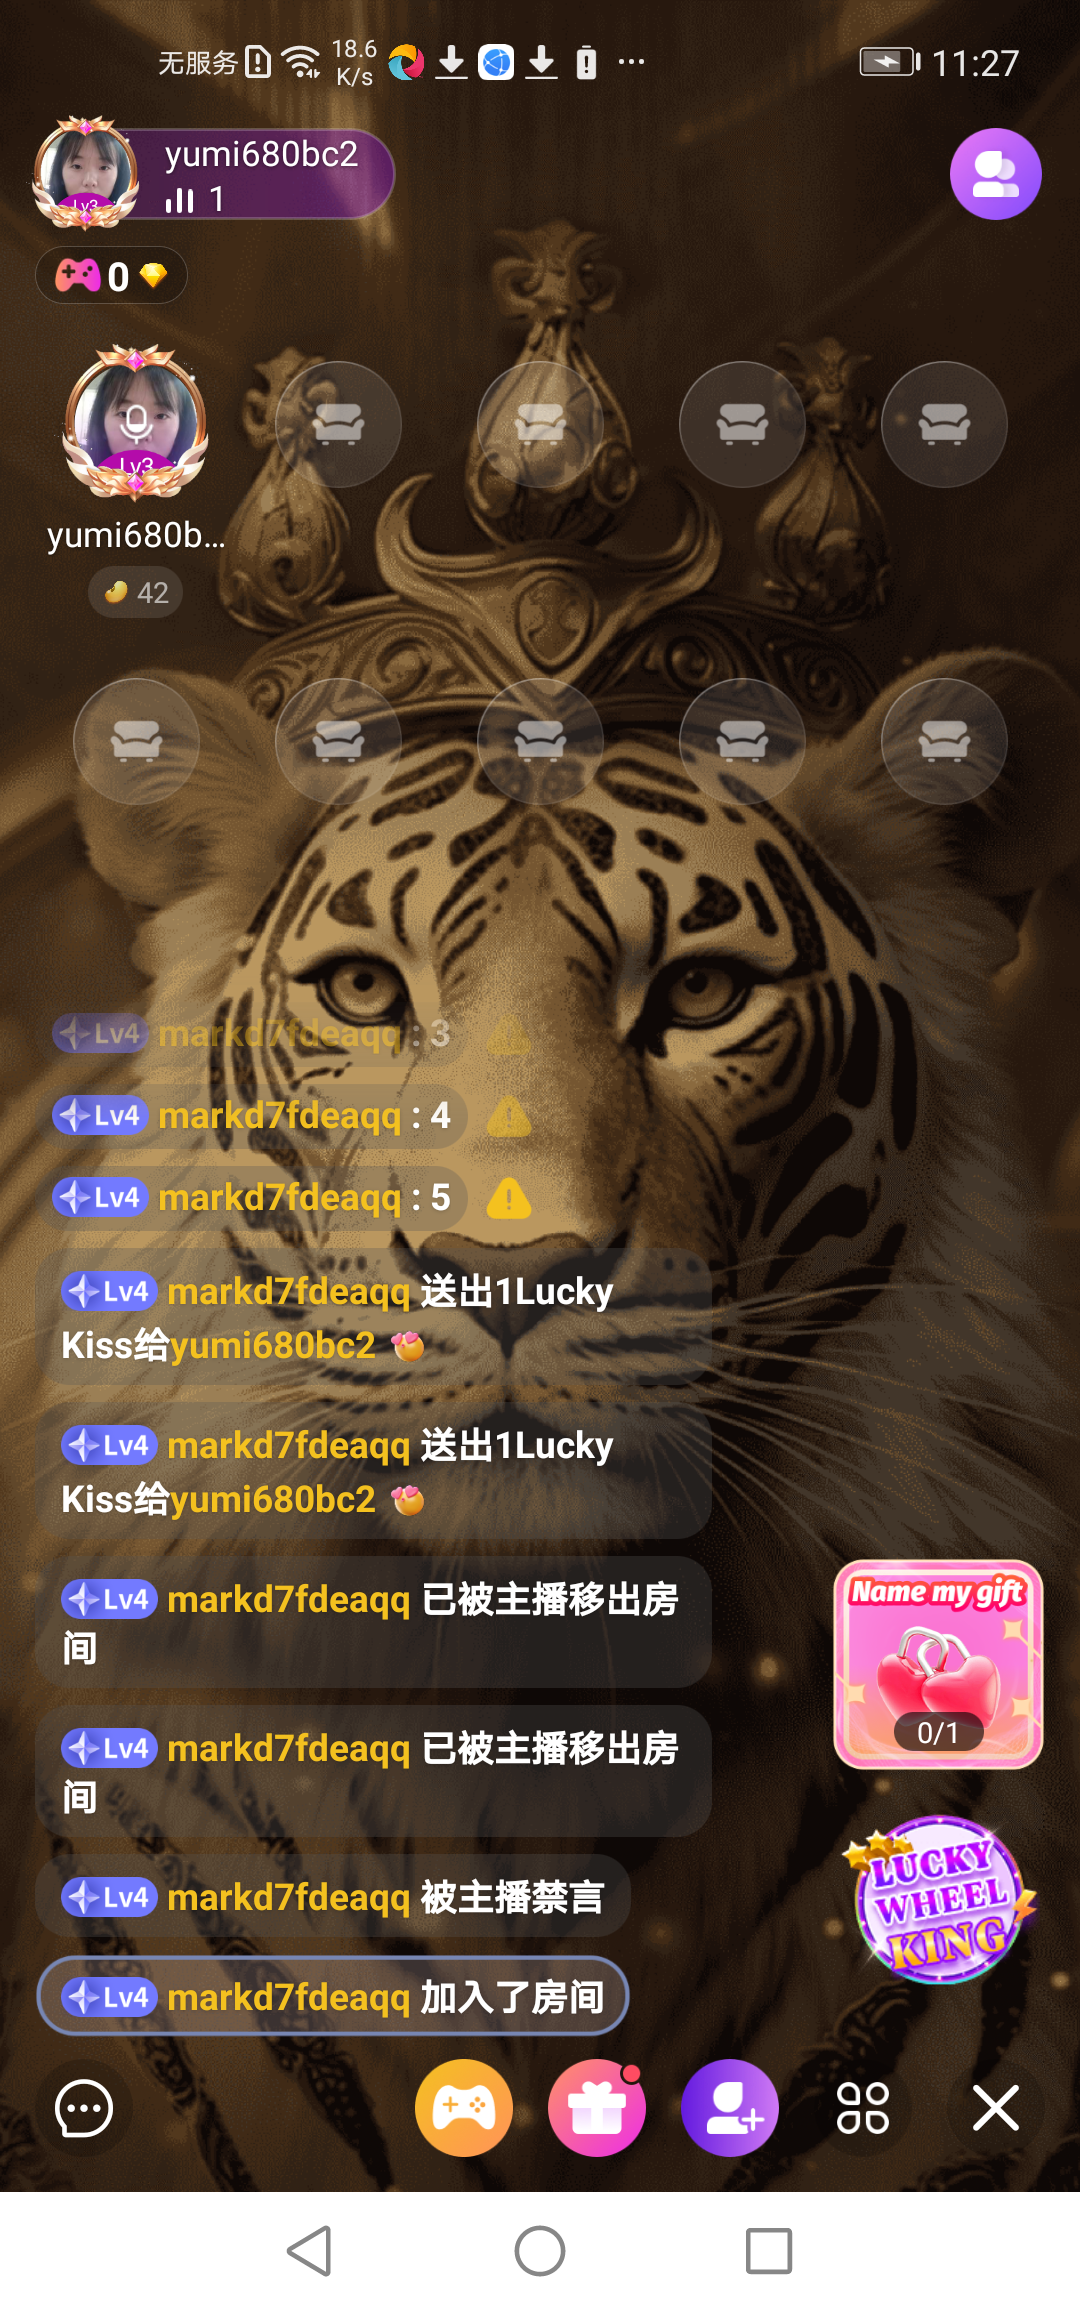 无服务 18.6 K/s 11:27
yumi680bc2
1
Lv3
0
Lv3
yumi680b...
42
Lv4 markd7fdeaqq : 3
Lv4 markd7fdeaqq : 4
Lv4 markd7fdeaqq : 5
Lv4 markd7fdeaqq 送出1Lucky
Kiss给yumi680bc2
Lv4 markd7fdeaqq 送出1Lucky
Kiss给yumi680bc2
Lv4 markd7fdeaqq 已被主播移出房
间
Lv4 markd7fdeaqq 已被主播移出房
间
Lv4 markd7fdeaqq 被主播禁言
Lv4 markd7fdeaqq 加入了房间
Name my gift
0/1
LUCKY
WHEEL
KING